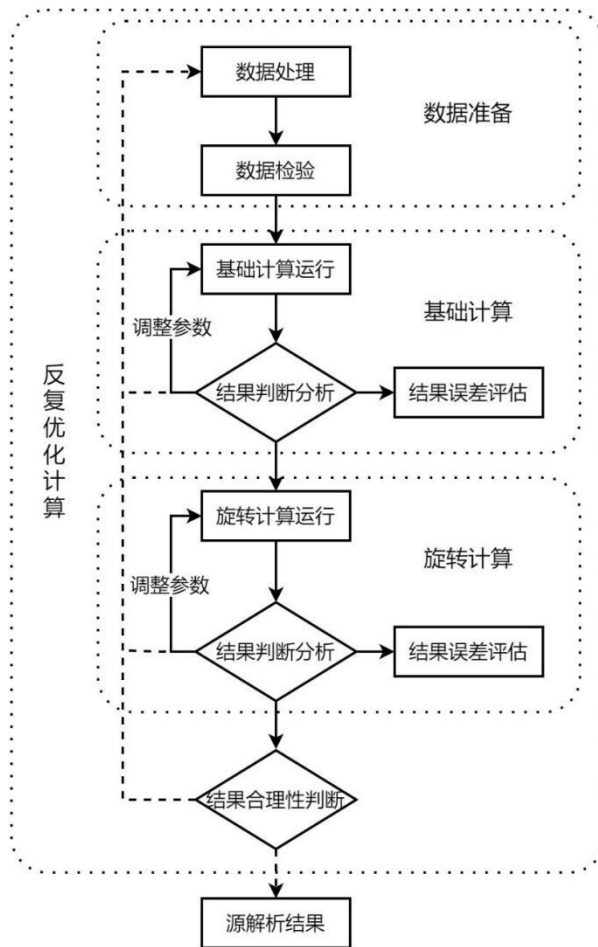 数据处理
数据准备
数据检验
基础计算运行
基础计算
调整参数
结果判断分析
结果误差评估
反复优化计算
旋转计算运行
旋转计算
调整参数
结果判断分析
结果误差评估
结果合理性判断
源解析结果